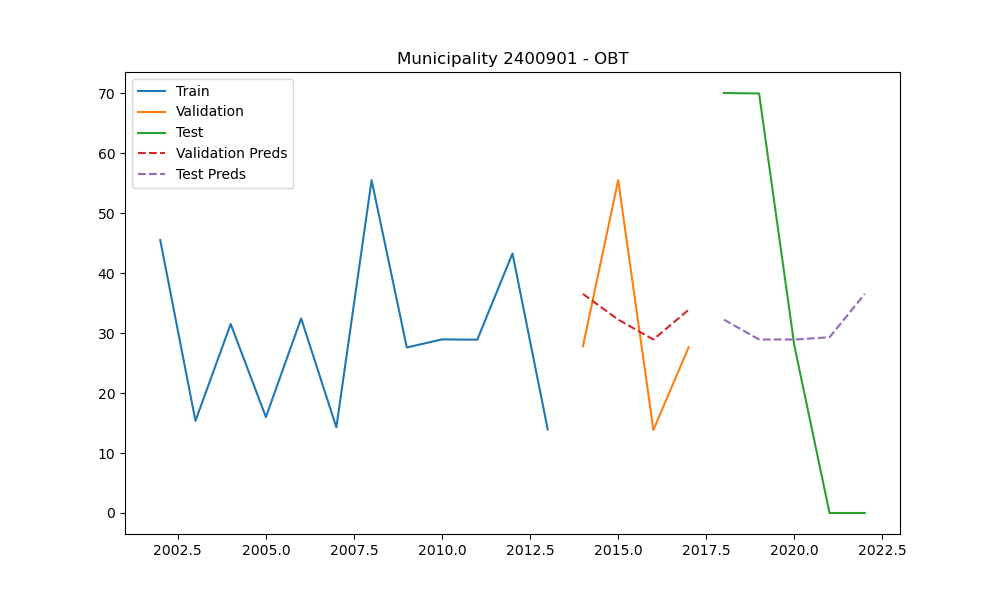 Municipality 2400901 - OBT
Train
Validation
Test
Validation Preds
Test Preds
70
60
50
40
30
20
10
0
2002.5 2005.0 2007.5 2010.0 2012.5 2015.0 2017.5 2020.0 2022.5